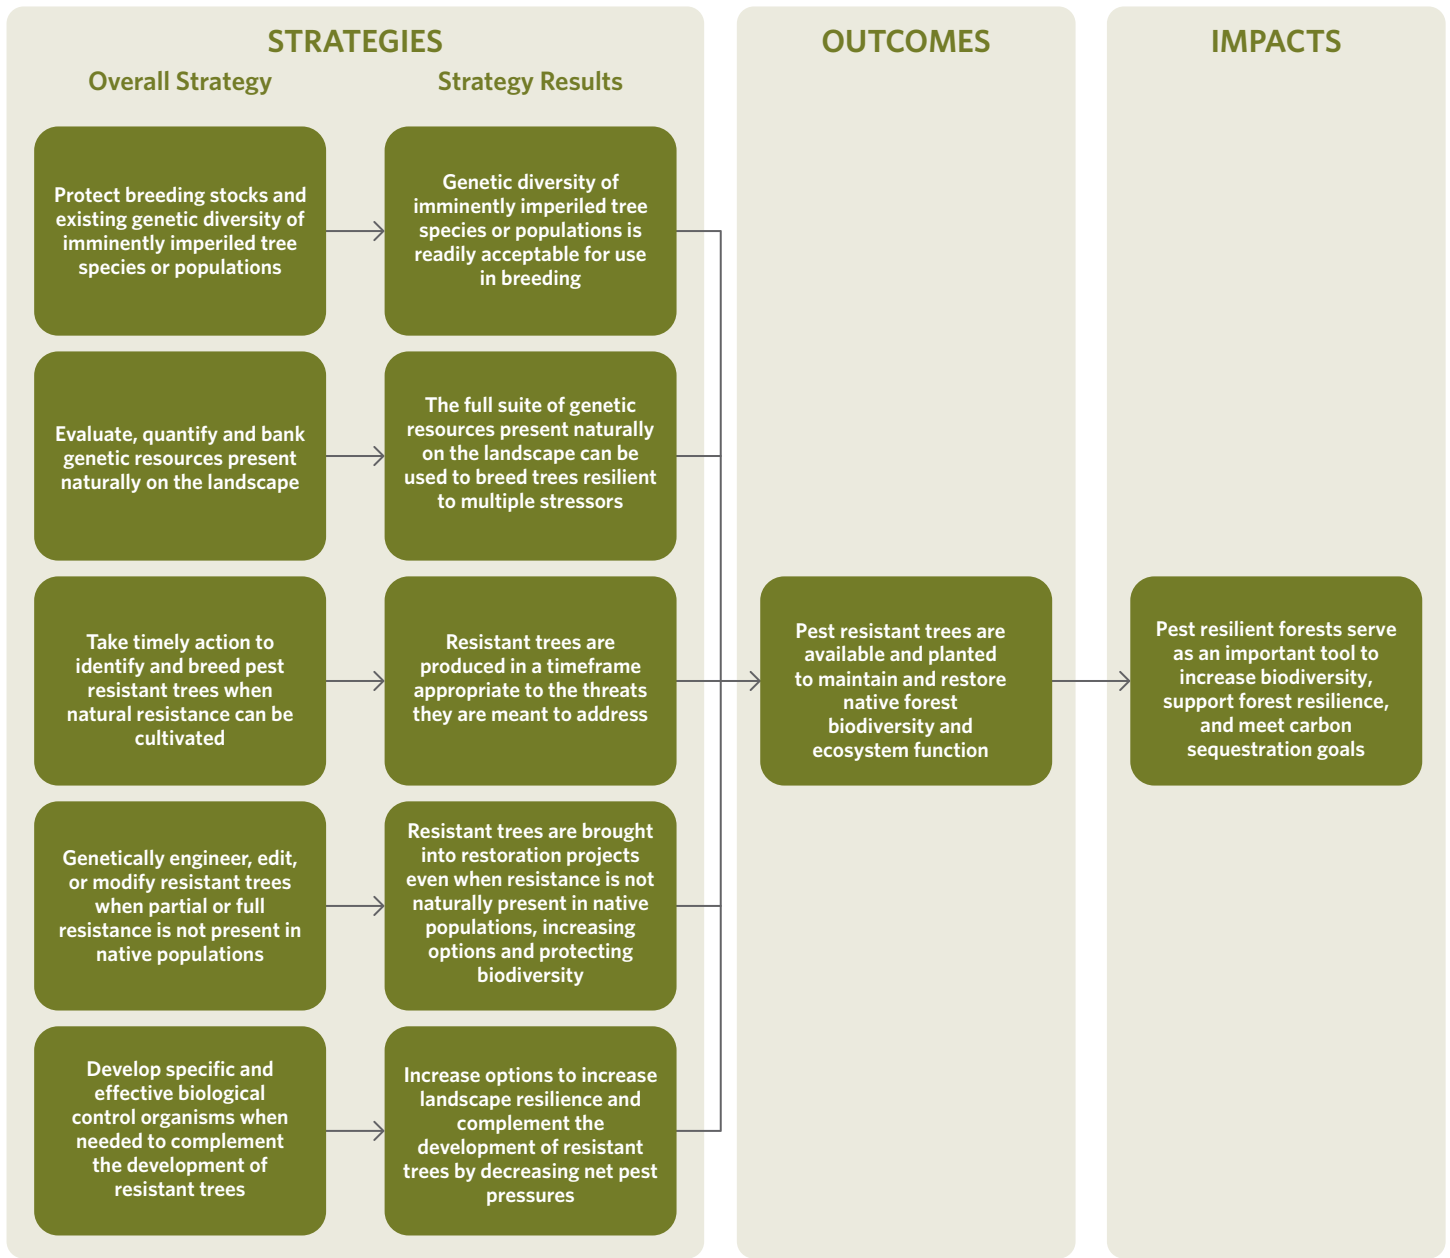 STRATEGIES
Overall Strategy
Strategy Results
OUTCOMES
IMPACTS
Protect breeding stocks and
existing genetic diversity of
imminently imperiled tree
species or populations
Genetic diversity of
imminently imperiled tree
species or populations is
readily acceptable for use
in breeding
Evaluate, quantify and bank
genetic resources present
naturally on the landscape
The full suite of genetic
resources present naturally
on the landscape can be
used to breed trees resilient
to multiple stressors
Take timely action to
identify and breed pest
resistant trees when
natural resistance can be
cultivated
Resistant trees are
produced in a timeframe
appropriate to the threats
they are meant to address
Genetically engineer, edit,
or modify resistant trees
when partial or full
resistance is not present in
native populations
Resistant trees are brought
into restoration projects
even when resistance is not
naturally present in native
populations, increasing
options and protecting
biodiversity
Develop specific and
effective biological
control organisms when
needed to complement
the development of
resistant trees
Increase options to increase
landscape resilience and
complement the
development of resistant
trees by decreasing net pest
pressures
Pest resistant trees are
available and planted
to maintain and restore
native forest
biodiversity and
ecosystem function
Pest resilient forests serve
as an important tool to
increase biodiversity,
support forest resilience,
and meet carbon
sequestration goals